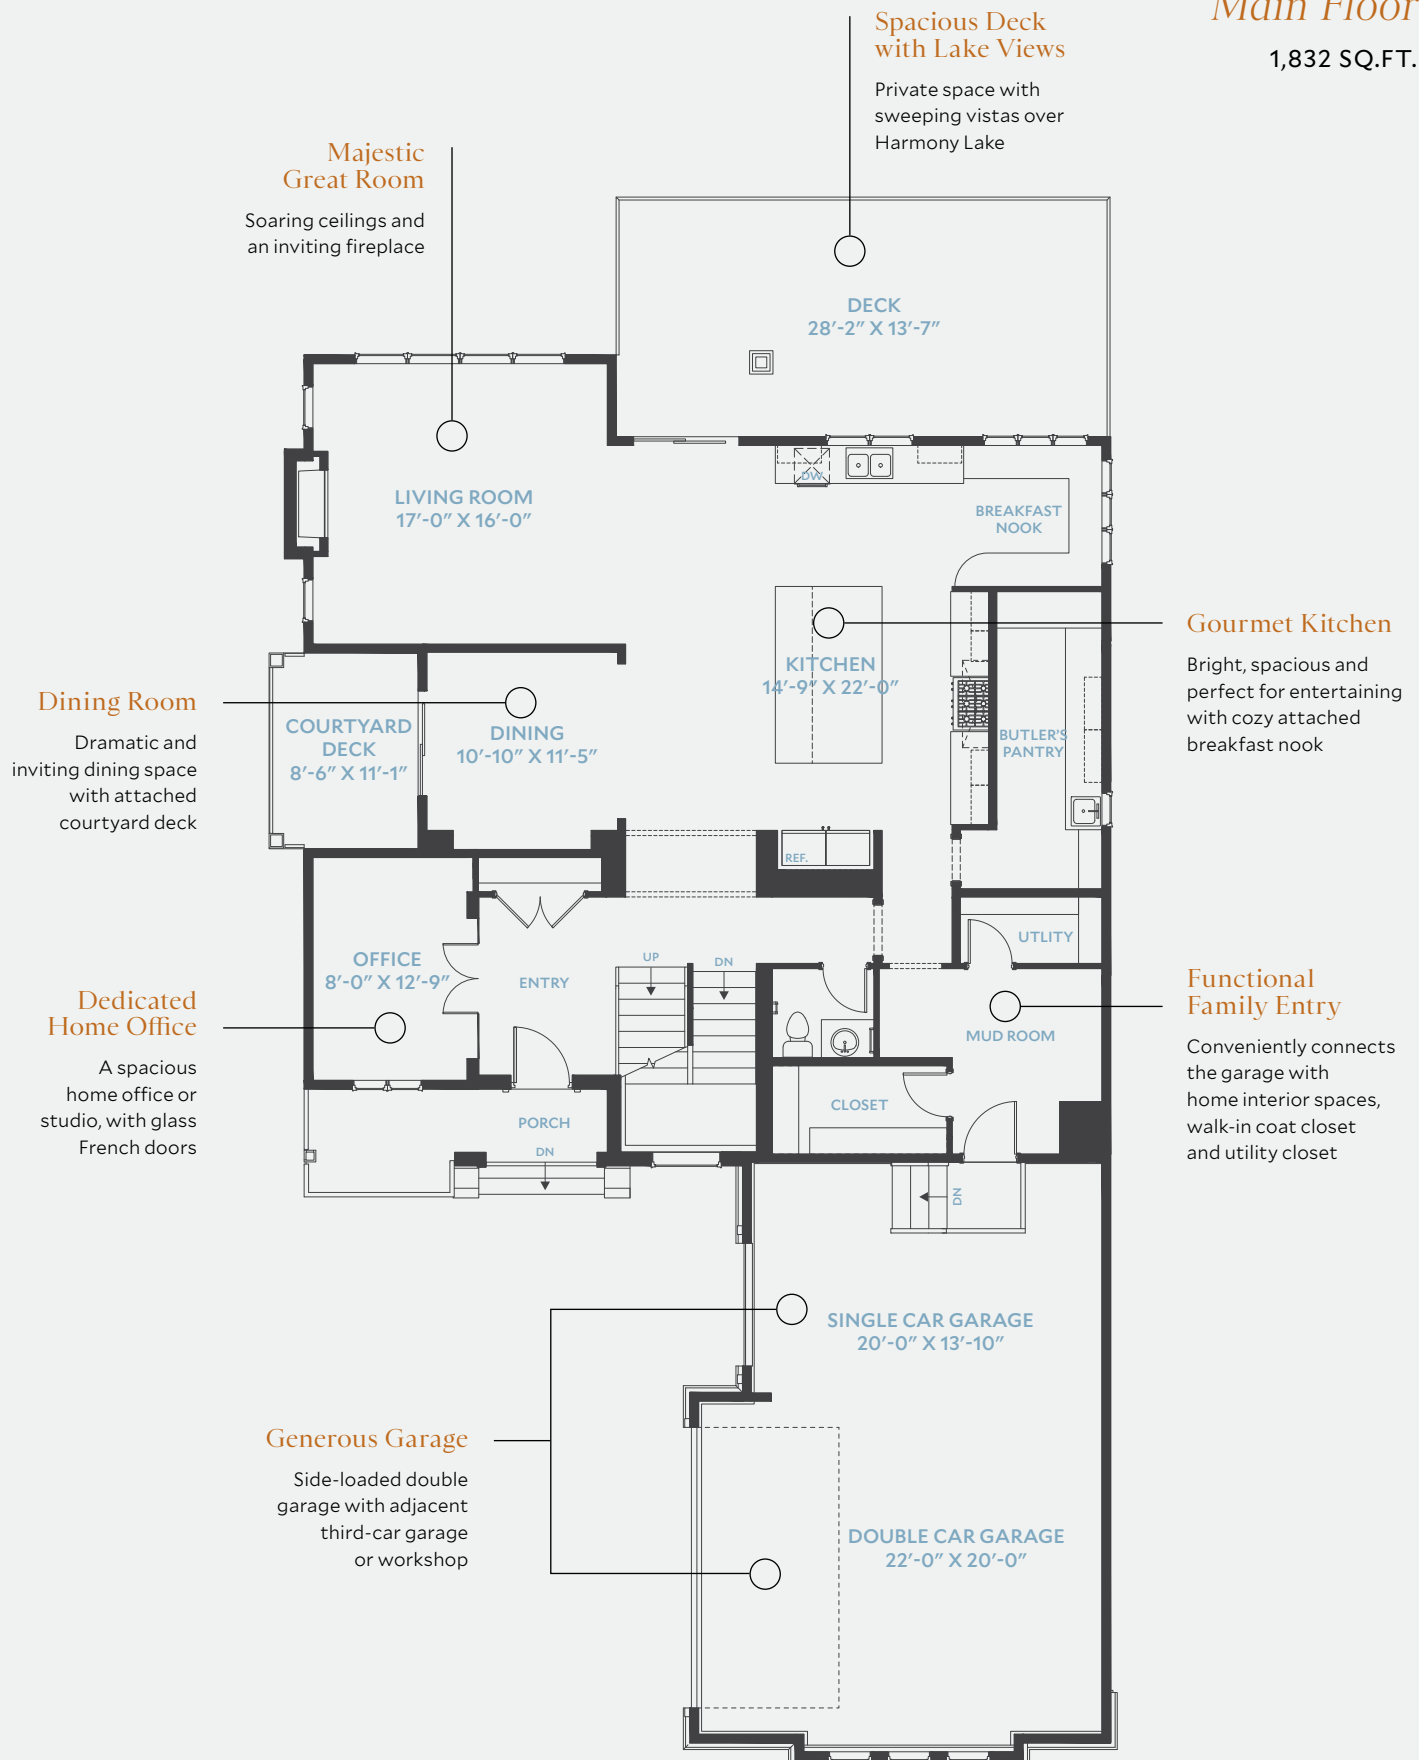 Main Floor
1,832 SQ.FT.
Spacious Deck
with Lake Views
Private space with
sweeping vistas over
Harmony Lake
Majestic
Great Room
Soaring ceilings and
an inviting fireplace
DECK
28′-2″ X 13′-7″
DW
LIVING ROOM
17′-0″ X 16′-0″
BREAKFAST
NOOK
Gourmet Kitchen
Bright, spacious and
perfect for entertaining
with cozy attached
breakfast nook
KITCHEN
14′-9″ X 22′-0″
Dining Room
Dramatic and
inviting dining space
with attached
courtyard deck
COURTYARD
DECK
8′-6″ X 11′-1″
DINING
10′-10″ X 11′-5″
BUTLER'S
PANTRY
REF.
OFFICE
8′-0″ X 12′-9″
ENTRY
UP
DN
UTLITY
Dedicated
Home Office
A spacious
home office or
studio, with glass
French doors
Functional
Family Entry
Conveniently connects
the garage with
home interior spaces,
walk-in coat closet
and utility closet
MUD ROOM
CLOSET
PORCH
DN
DN
SINGLE CAR GARAGE
20′-0″ X 13′-10″
Generous Garage
Side-loaded double
garage with adjacent
third-car garage
or workshop
DOUBLE CAR GARAGE
22′-0″ X 20′-0″